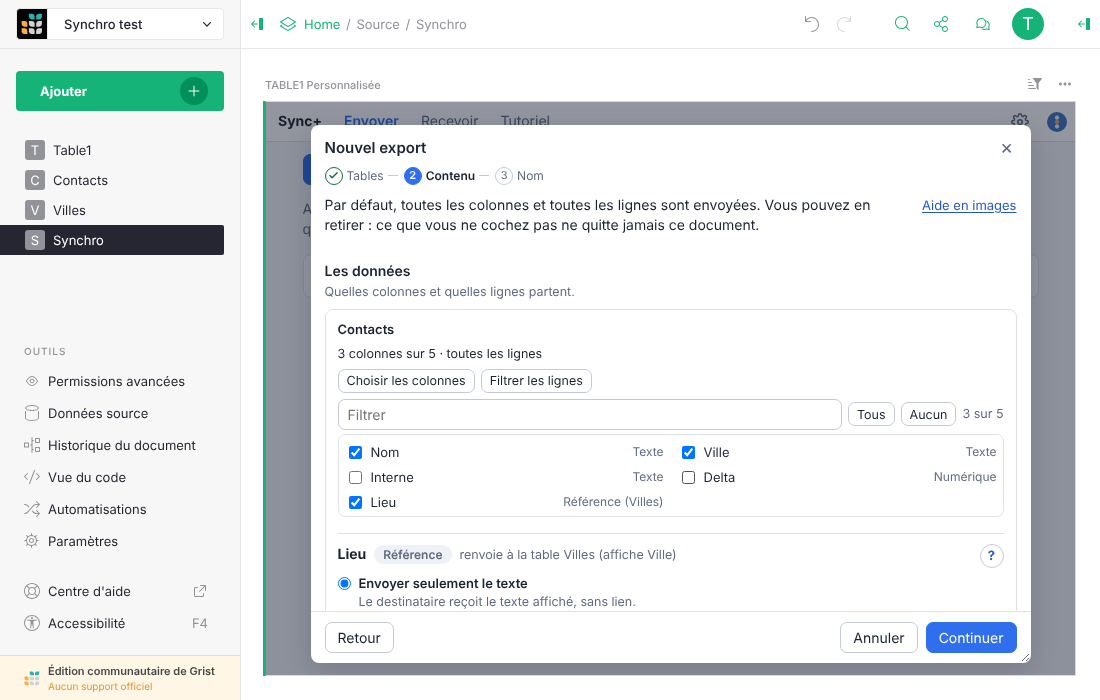 Synchro test
Home / Source / Synchro
T
Ajouter
T Table1
C Contacts
V Villes
S Synchro
OUTILS
Permissions avancées
Données source
Historique du document
Vue du code
Automatisations
Paramètres
Centre d'aide
Accessibilité F4
Édition communautaire de Grist
Aucun support officiel
TABLE1 Personnalisée
Sync+ Envoyer Recevoir Tutoriel
Nouvel export
Tables 2 Contenu 3 Nom
Par défaut, toutes les colonnes et toutes les lignes sont envoyées. Vous pouvez en
retirer : ce que vous ne cochez pas ne quitte jamais ce document.
Aide en images
Les données
Quelles colonnes et quelles lignes partent.
Contacts
3 colonnes sur 5 · toutes les lignes
Choisir les colonnes Filtrer les lignes
Filtrer Tous Aucun 3 sur 5
Nom Texte Ville Texte
Interne Texte Delta Numérique
Lieu Référence (Villes)
Lieu Référence renvoie à la table Villes (affiche Ville) ?
Envoyer seulement le texte
Le destinataire reçoit le texte affiché, sans lien.
Retour Annuler Continuer